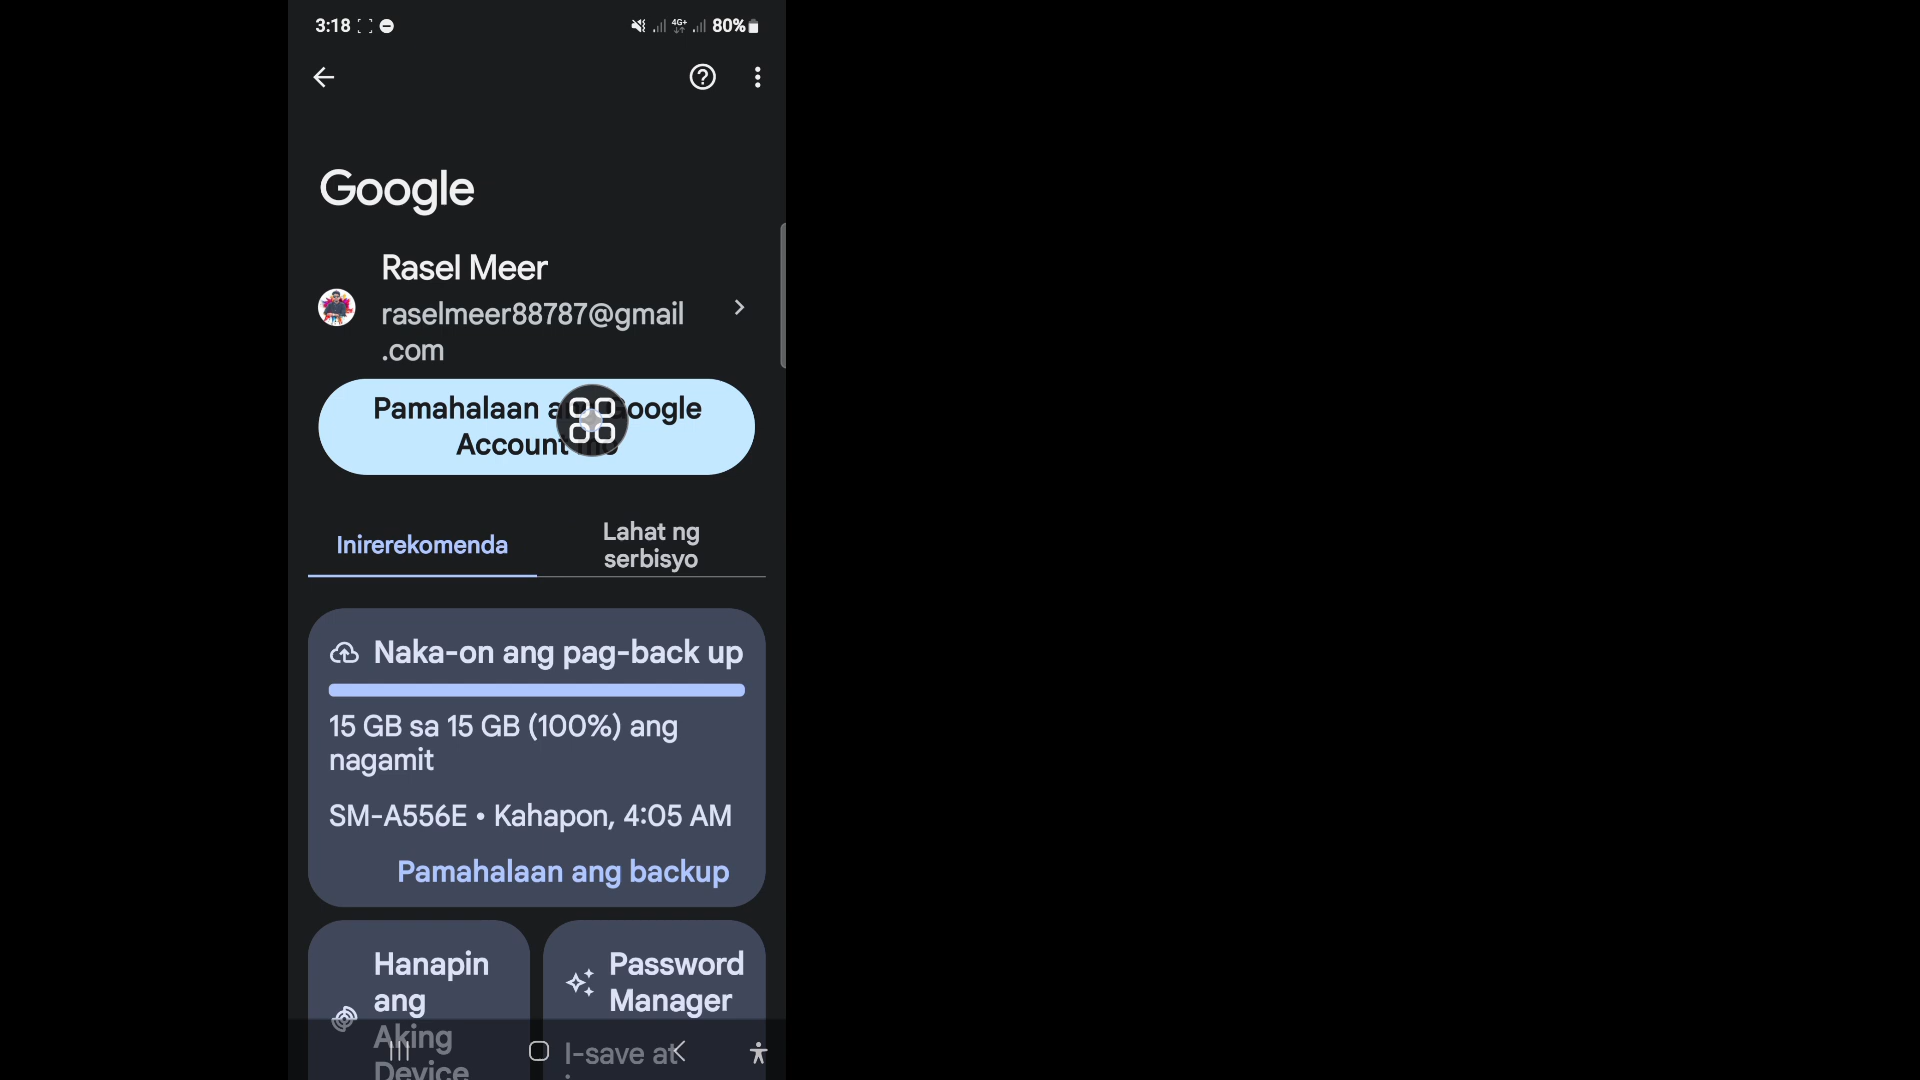 3:18
4G+
80%
Google
Rasel Meer
raselmeer88787@gmail
.com
Pamahalaan a oogle
Account
Inirerekomenda
Lahat ng
serbisyo
Naka-on ang pag-back up
15 GB sa 15 GB (100%) ang
nagamit
SM-A556E • Kahapon, 4:05 AM
Pamahalaan ang backup
Hanapin
ang
Aking
Device
Password
Manager
I-save at